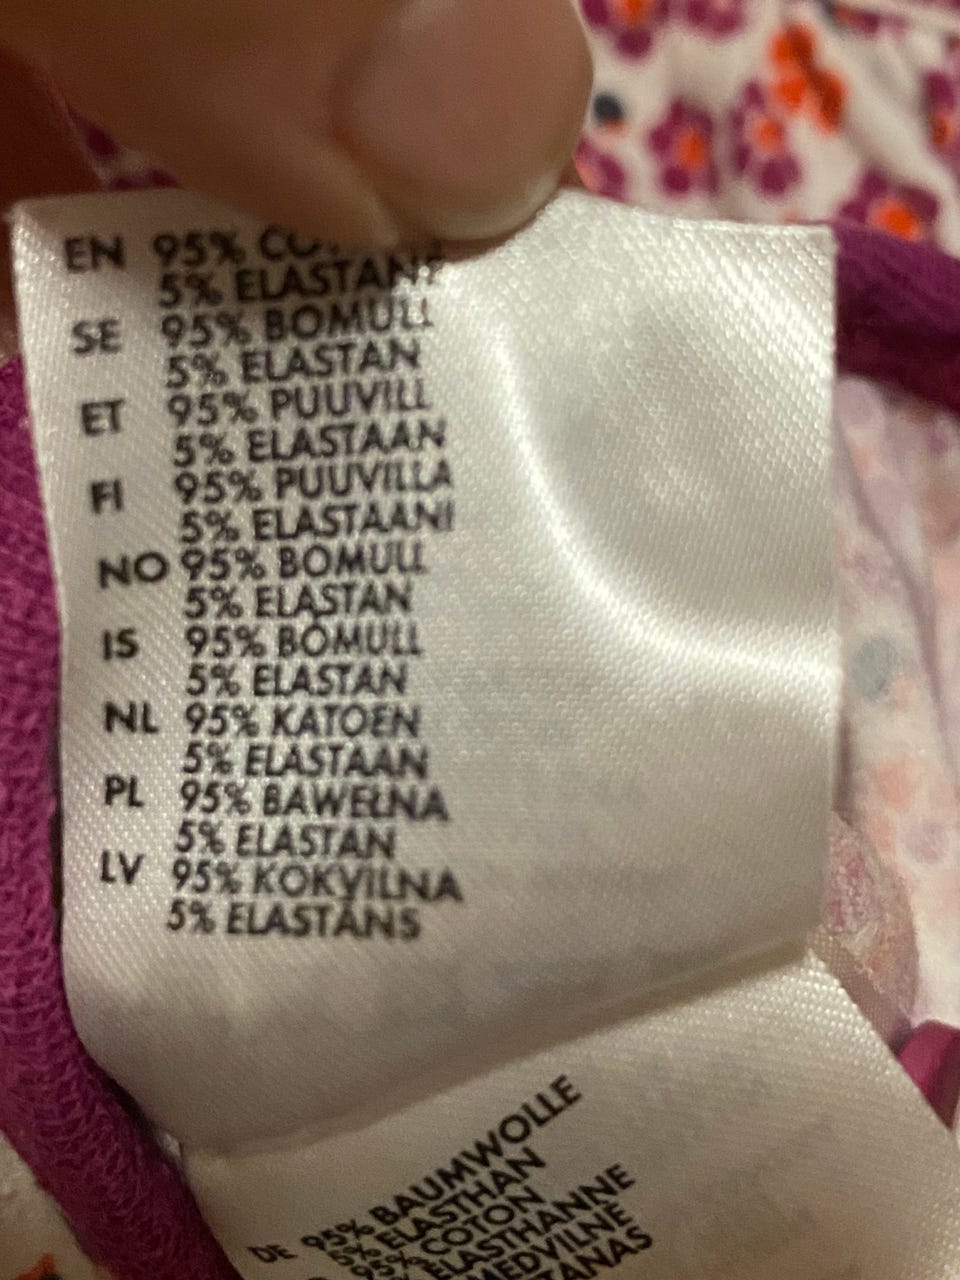 EN 95%
5% ELASTANE
SE 95% BOMULL
5% ELASTAN
ET 95% PUUVILL
5% ELASTAAN
FI 95% PUUVILLA
5% ELASTAANI
NO 95% BOMULL
5% ELASTAN
IS 95% BÓMULL
5% ELASTAN
NL 95% KATOEN
5% ELASTAAN
PL 95% BAWEŁNA
5% ELASTAN
LV 95% KOKVILNA
5% ELASTĀNS
DE 95% BAUMWOLLE
5% ELASTHAN
95% COTON
ELASTHANNE
MEDVILNĖ